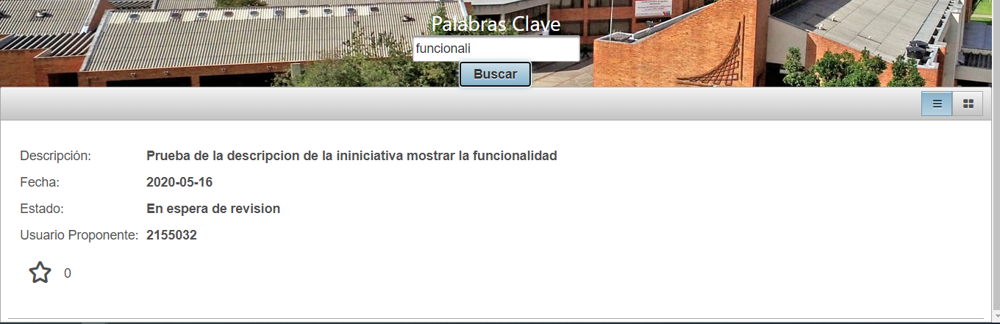 Palabras Clave
funcionali
Buscar
Descripción: Prueba de la descripcion de la ininiciativa mostrar la funcionalidad
Fecha: 2020-05-16
Estado: En espera de revision
Usuario Proponente: 2155032
0